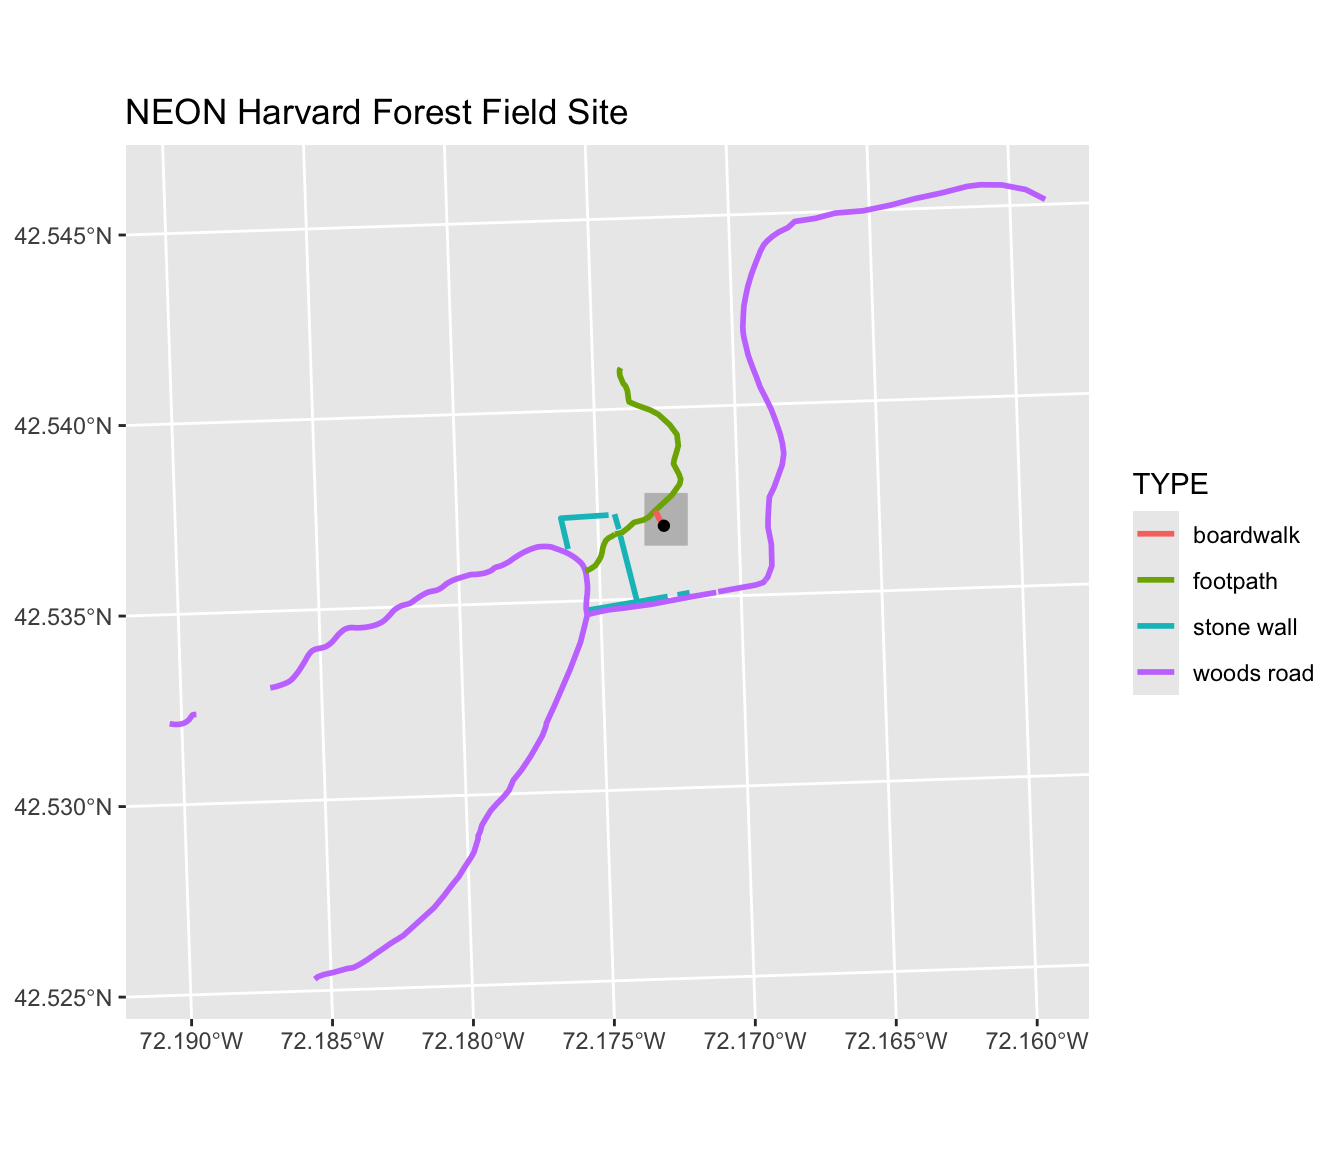 NEON Harvard Forest Field Site
42.545°N
42.540°N
42.535°N
42.530°N
42.525°N
72.190°W 72.185°W 72.180°W 72.175°W 72.170°W 72.165°W 72.160°W
TYPE
boardwalk
footpath
stone wall
woods road